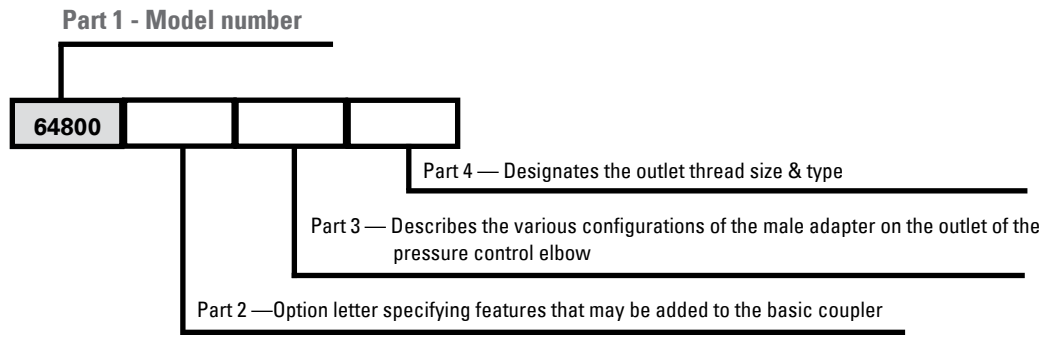 Part 1 - Model number
64800
Part 4 — Designates the outlet thread size & type
Part 3 — Describes the various configurations of the male adapter on the outlet of the
pressure control elbow
Part 2 —Option letter specifying features that may be added to the basic coupler